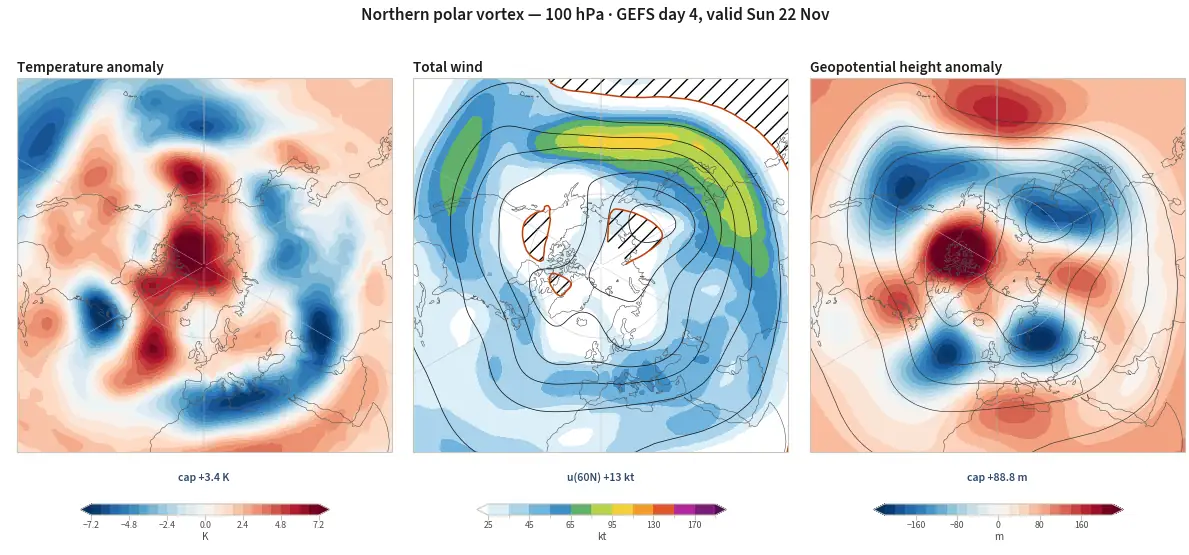 Northern polar vortex — 100 hPa · GEFS day 4, valid Sun 22 Nov
Temperature anomaly
Total wind
Geopotential height anomaly
cap +3.4 K
u(60N) +13 kt
cap +88.8 m
−7.2 −4.8 −2.4 0.0 2.4 4.8 7.2
K
25 45 65 95 130 170
kt
−160 −80 0 80 160
m